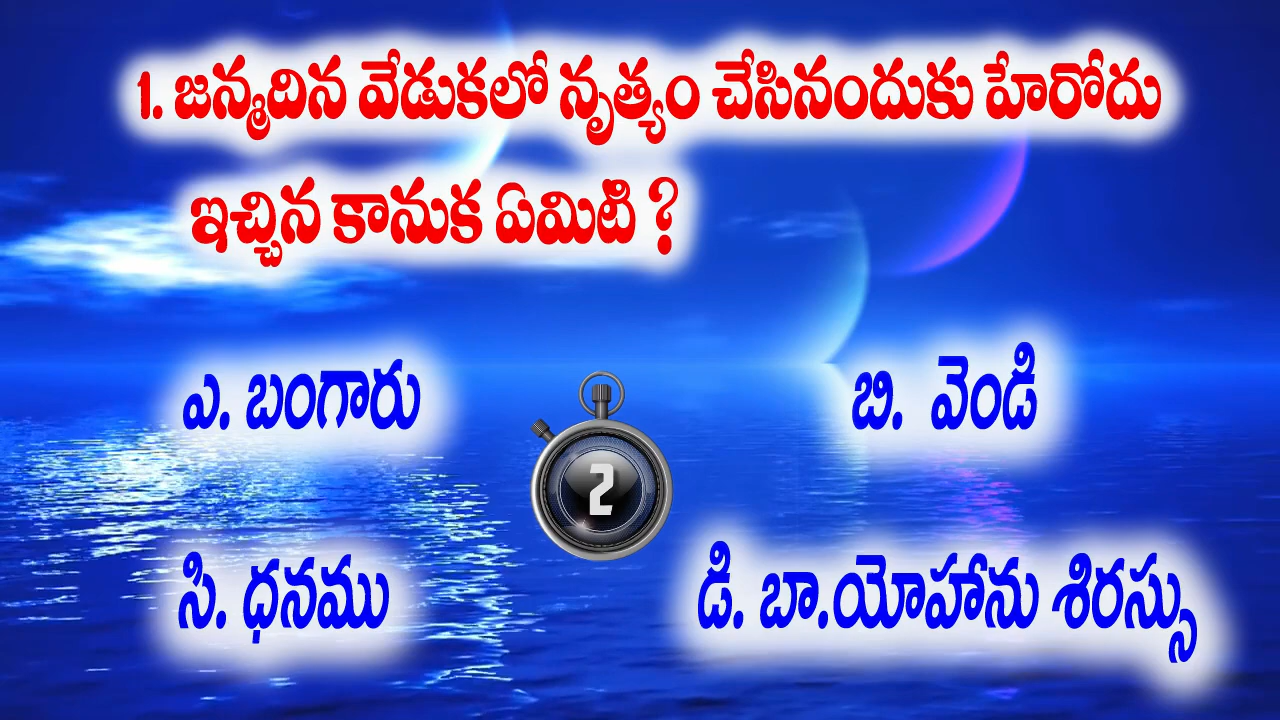 1. జన్మదిన వేడుకలో నృత్యం చేసినందుకు హేరోదు
ఇచ్చిన కానుక ఏమిటి ?
ఎ. బంగారు
బి. వెండి
2
సి. ధనము
డి. బా.యోహాను శిరస్సు